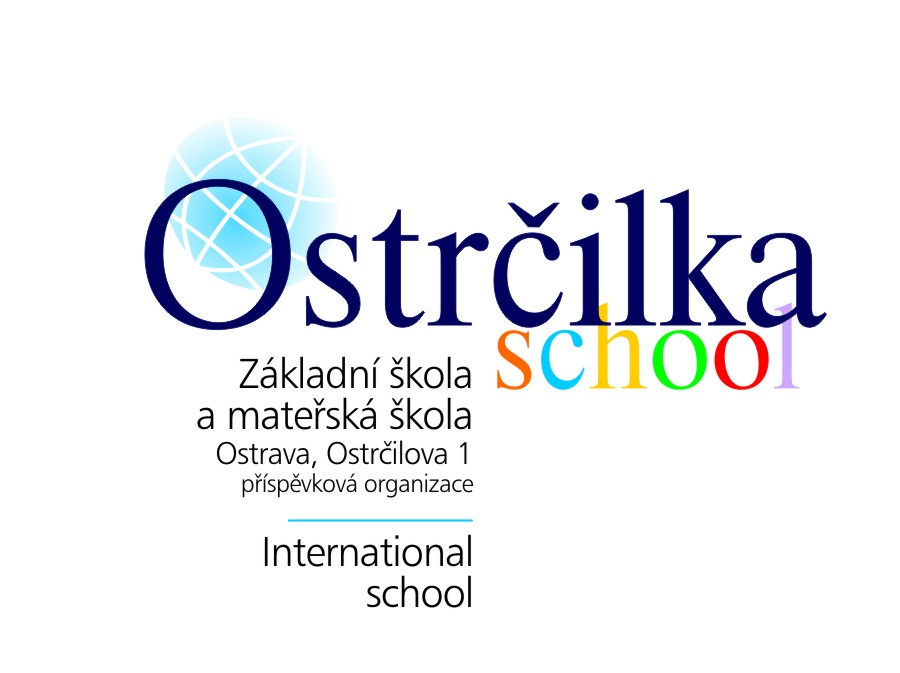 Ostrčilka
school
Základní škola
a mateřská škola
Ostrava, Ostrčilova 1
příspěvková organizace
International
school